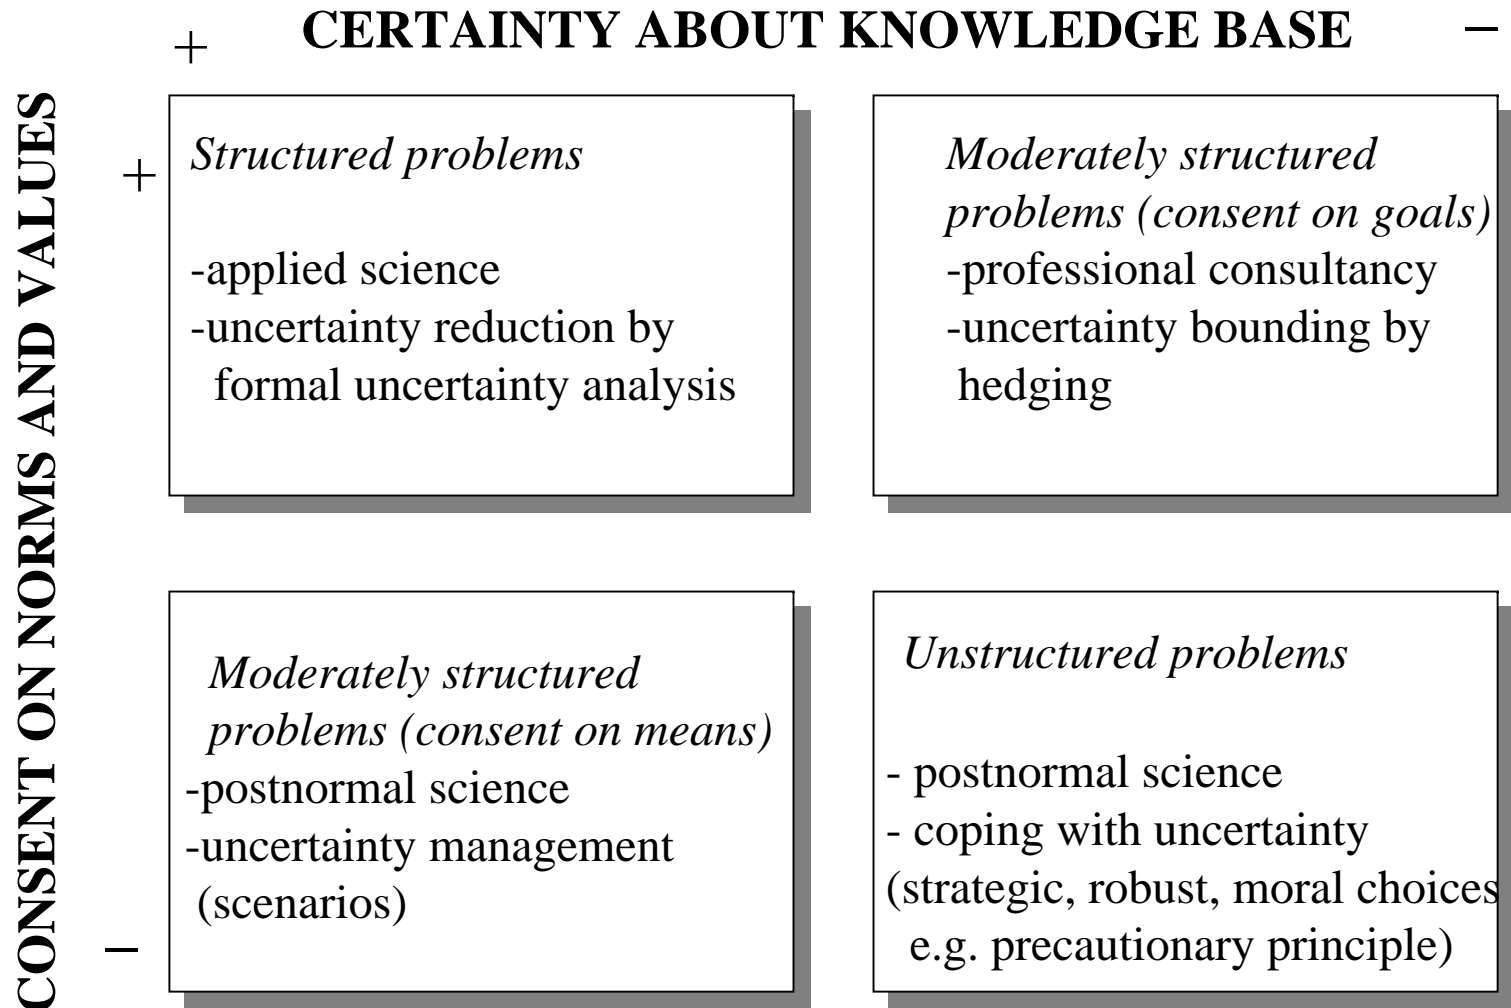 CERTAINTY ABOUT KNOWLEDGE BASE
+
−
CONSENT ON NORMS AND VALUES
+
−
Structured problems
-applied science
-uncertainty reduction by
formal uncertainty analysis
Moderately structured
problems (consent on goals)
-professional consultancy
-uncertainty bounding by
hedging
Moderately structured
problems (consent on means)
-postnormal science
-uncertainty management
(scenarios)
Unstructured problems
- postnormal science
- coping with uncertainty
(strategic, robust, moral choices
e.g. precautionary principle)